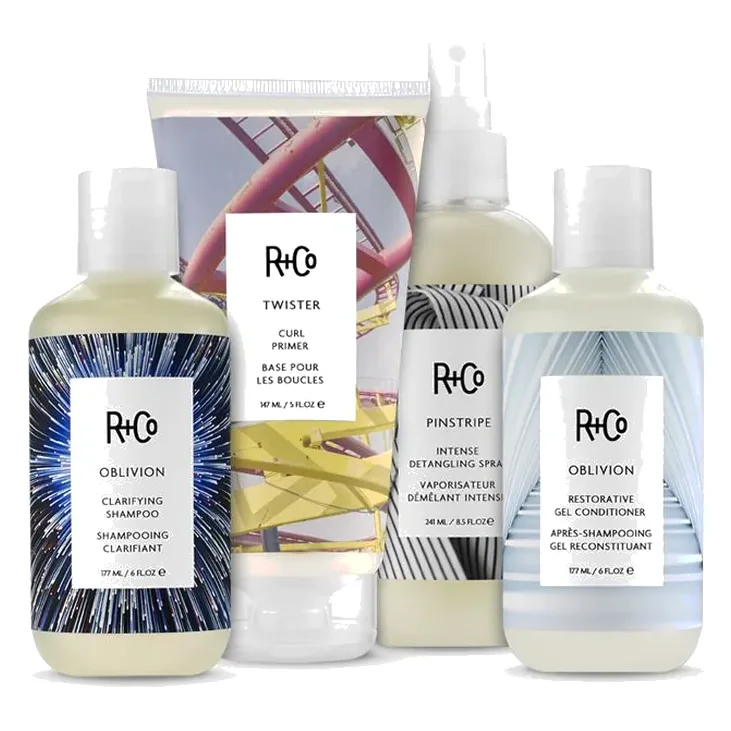 R+Co
OBLIVION
CLARIFYING
SHAMPOO
SHAMPOOING
CLARIFIANT
177 ML / 6 FL.OZ ℮
R+Co
TWISTER
CURL
PRIMER
BASE POUR
LES BOUCLES
147 ML / 5 FL.OZ ℮
R+Co
PINSTRIPE
INTENSE
DETANGLING SPRA
VAPORISATEUR
DÉMÊLANT INTENS
241 ML / 8.5 FL.OZ ℮
R+Co
OBLIVION
RESTORATIVE
GEL CONDITIONER
APRÈS-SHAMPOOING
GEL RECONSTITUANT
177 ML / 6 FL.OZ ℮